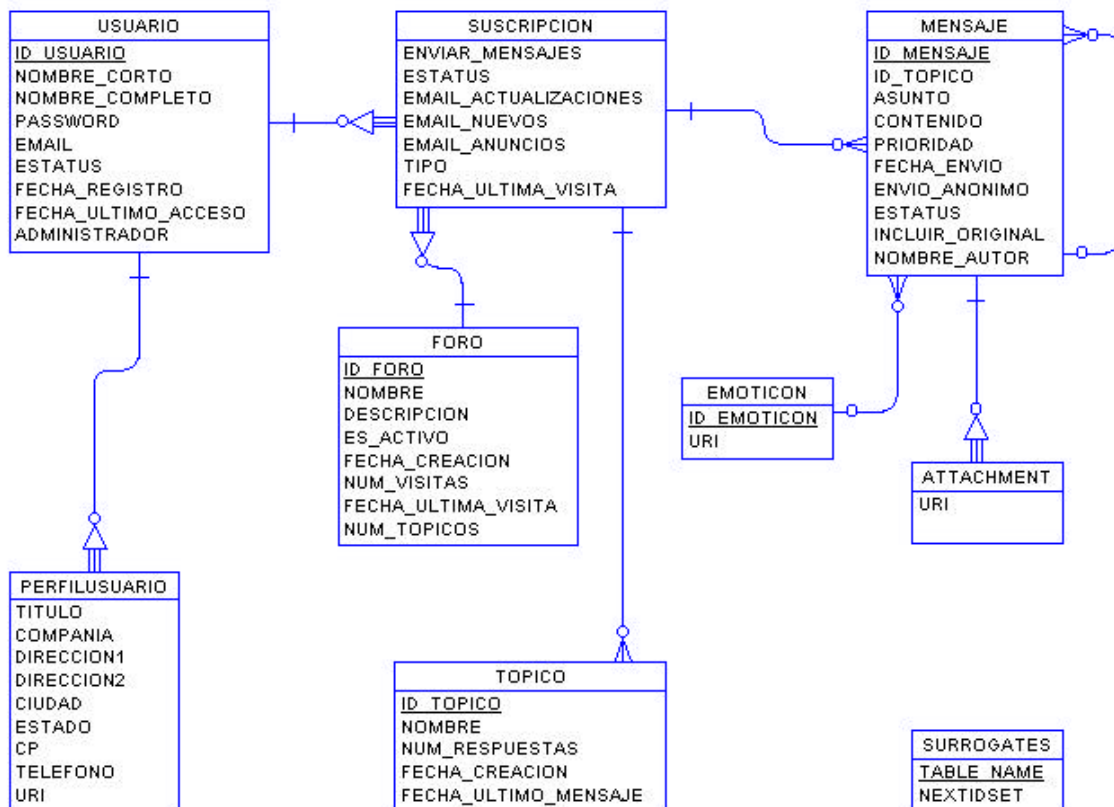 USUARIO
ID_USUARIO
NOMBRE_CORTO
NOMBRE_COMPLETO
PASSWORD
EMAIL
ESTATUS
FECHA_REGISTRO
FECHA_ULTIMO_ACCESO
ADMINISTRADOR
SUSCRIPCION
ENVIAR_MENSAJES
ESTATUS
EMAIL_ACTUALIZACIONES
EMAIL_NUEVOS
EMAIL_ANUNCIOS
TIPO
FECHA_ULTIMA_VISITA
MENSAJE
ID_MENSAJE
ID_TOPICO
ASUNTO
CONTENIDO
PRIORIDAD
FECHA_ENVIO
ENVIO_ANONIMO
ESTATUS
INCLUIR_ORIGINAL
NOMBRE_AUTOR
FORO
ID_FORO
NOMBRE
DESCRIPCION
ES_ACTIVO
FECHA_CREACION
NUM_VISITAS
FECHA_ULTIMA_VISITA
NUM_TOPICOS
EMOTICON
ID_EMOTICON
URI
ATTACHMENT
URI
PERFILUSUARIO
TITULO
COMPANIA
DIRECCION1
DIRECCION2
CIUDAD
ESTADO
CP
TELEFONO
URI
TOPICO
ID_TOPICO
NOMBRE
NUM_RESPUESTAS
FECHA_CREACION
FECHA_ULTIMO_MENSAJE
SURROGATES
TABLE_NAME
NEXTIDSET